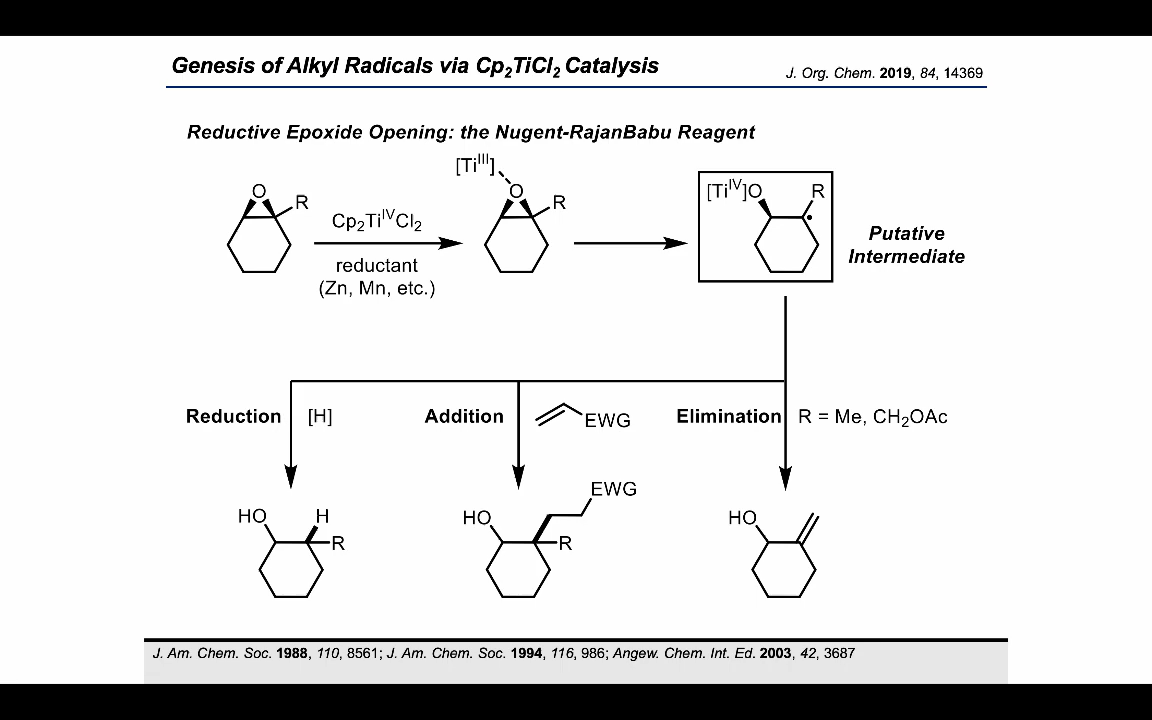 Genesis of Alkyl Radicals via Cp₂TiCl₂ Catalysis
J. Org. Chem. 2019, 84, 14369
Reductive Epoxide Opening: the Nugent-RajanBabu Reagent
O
R
Cp₂TiᴵⱽCl₂
reductant
(Zn, Mn, etc.)
[Tiᴵᴵᴵ]
O
R
[Tiᴵⱽ]O
R
Putative
Intermediate
Reduction
[H]
Addition
EWG
Elimination
R = Me, CH₂OAc
HO
H
R
HO
EWG
R
HO
J. Am. Chem. Soc. 1988, 110, 8561; J. Am. Chem. Soc. 1994, 116, 986; Angew. Chem. Int. Ed. 2003, 42, 3687